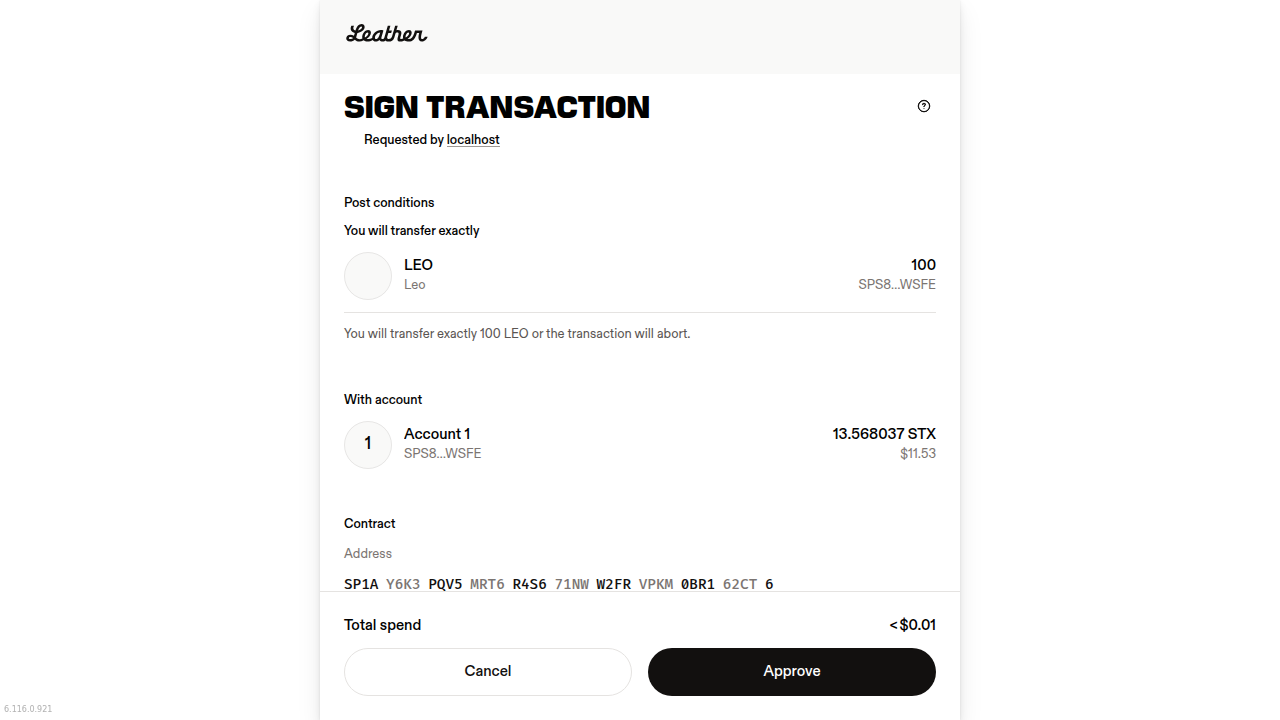 Leather
SIGN TRANSACTION
Requested by localhost
Post conditions
You will transfer exactly
LEO 100
Leo SPS8...WSFE
You will transfer exactly 100 LEO or the transaction will abort.
With account
1 Account 1 13.568037 STX
SPS8...WSFE $11.53
Contract
Address
SP1A Y6K3 PQV5 MRT6 R4S6 71NW W2FR VPKM 0BR1 62CT 6
Total spend <$0.01
Cancel Approve
6.116.0.921